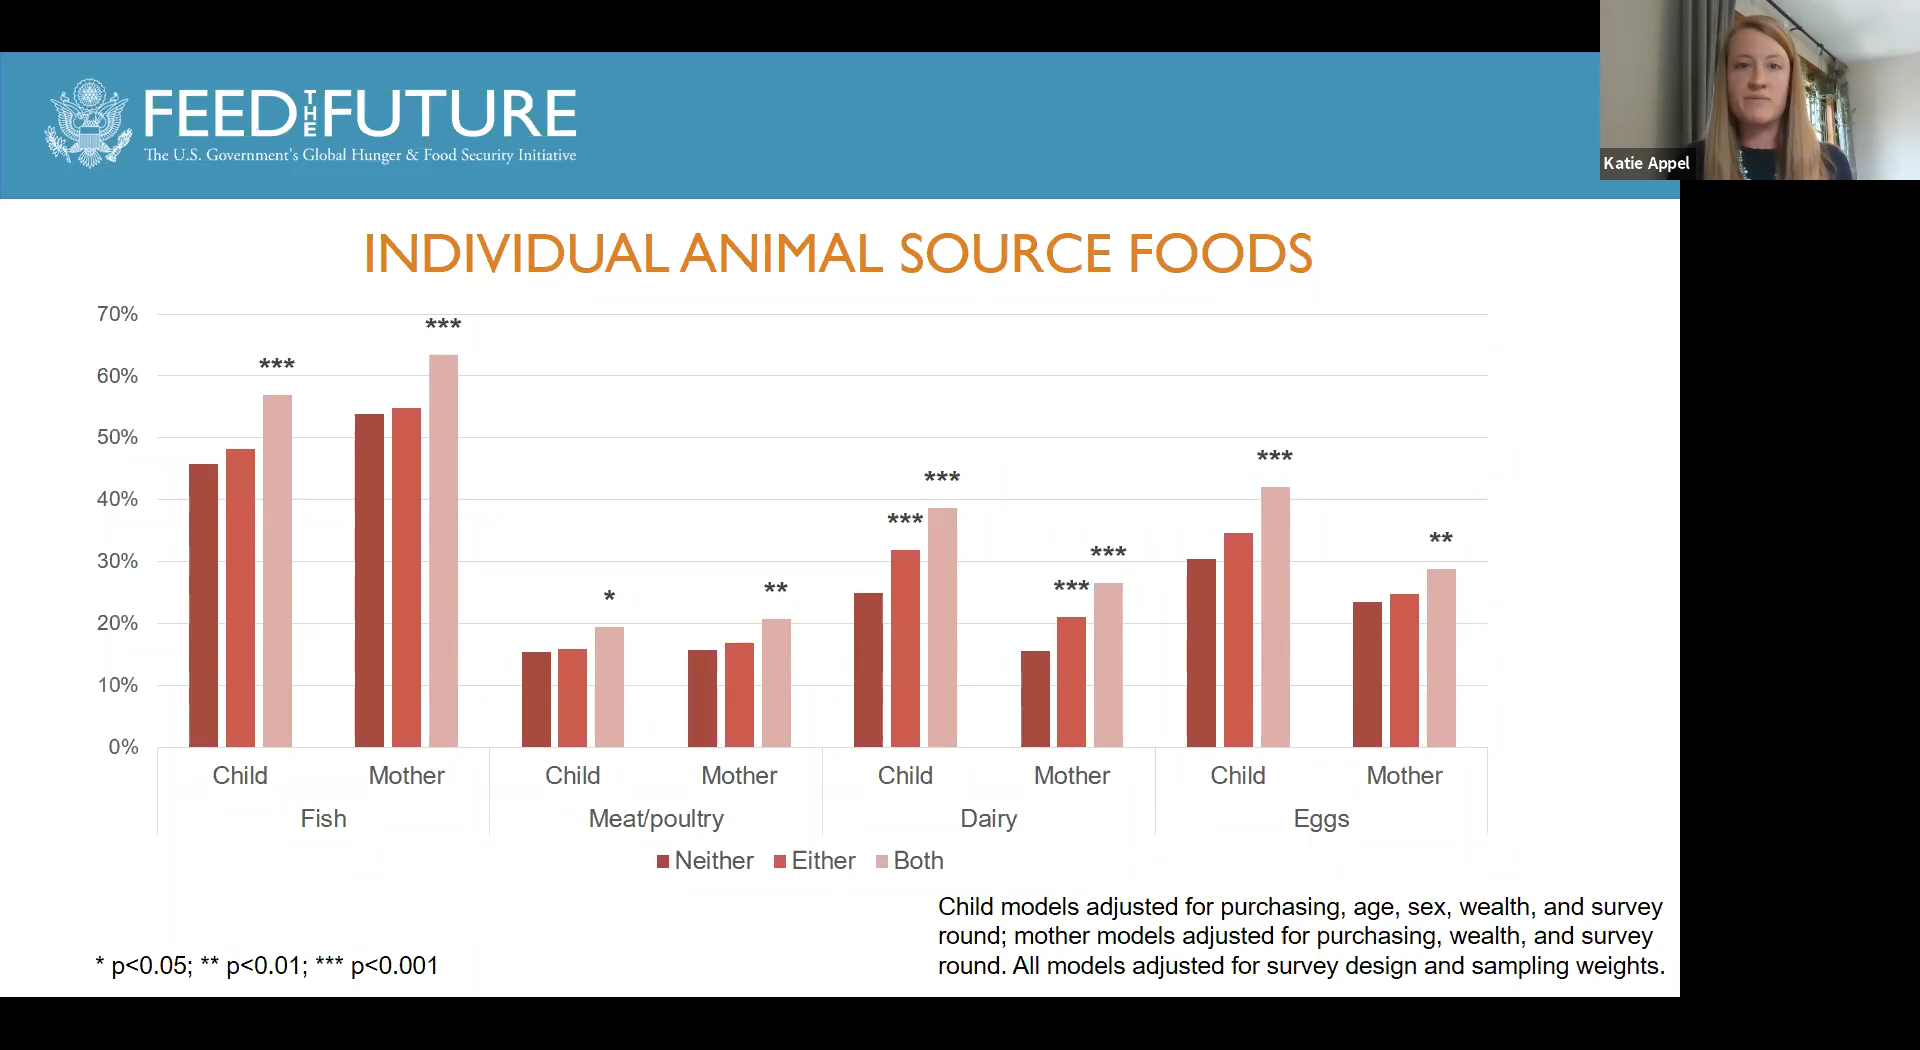 FEED THE FUTURE
The U.S. Government's Global Hunger & Food Security Initiative
Katie Appel
INDIVIDUAL ANIMAL SOURCE FOODS
70%
60%
50%
40%
30%
20%
10%
0%
*** *** * ** *** *** *** *** *** **
Child Mother Child Mother Child Mother Child Mother
Fish Meat/poultry Dairy Eggs
Neither Either Both
Child models adjusted for purchasing, age, sex, wealth, and survey
round; mother models adjusted for purchasing, wealth, and survey
round. All models adjusted for survey design and sampling weights.
* p<0.05; ** p<0.01; *** p<0.001